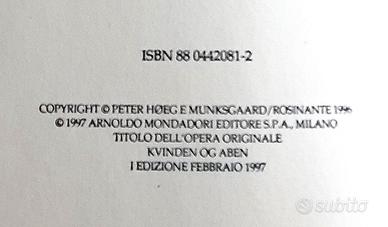 ISBN 88 0442081-2
COPYRIGHT © PETER HØEG E MUNKSGAARD/ROSINANTE 1996
© 1997 ARNOLDO MONDADORI EDITORE S.P.A., MILANO
TITOLO DELL'OPERA ORIGINALE
KVINDEN OG ABEN
I EDIZIONE FEBBRAIO 1997
subito